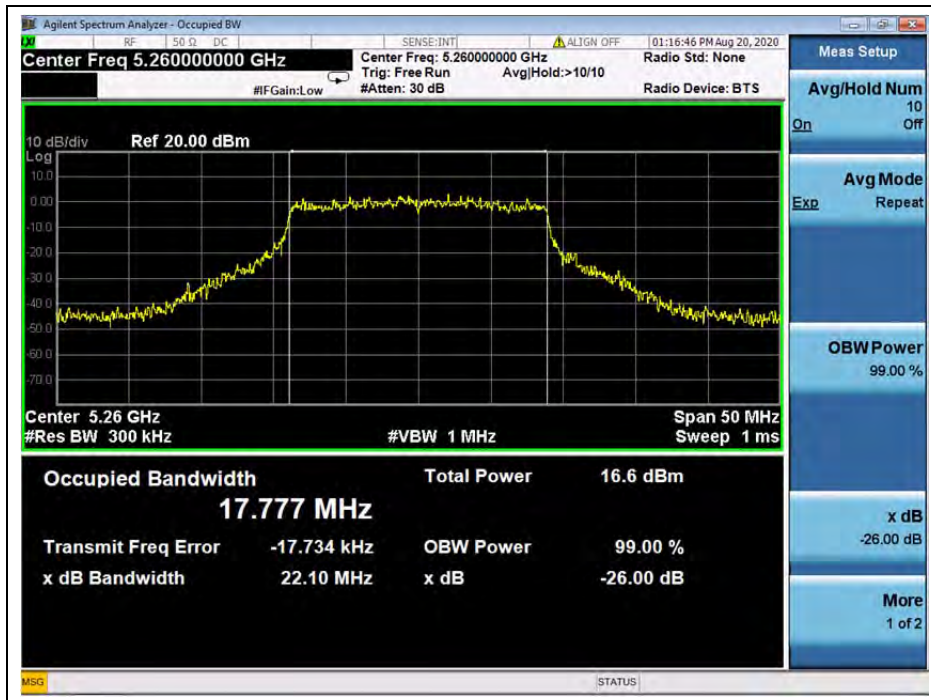 Agilent Spectrum Analyzer - Occupied BW
LXI RF 50 Ω DC SENSE:INT ALIGN OFF 01:16:46 PM Aug 20, 2020
Center Freq 5.260000000 GHz
Center Freq: 5.260000000 GHz
Radio Std: None
Trig: Free Run Avg|Hold:>10/10
#IFGain:Low #Atten: 30 dB Radio Device: BTS
10 dB/div Ref 20.00 dBm
Log
10.0
0.00
-10.0
-20.0
-30.0
-40.0
-50.0
-60.0
-70.0
Center 5.26 GHz Span 50 MHz
#Res BW 300 kHz #VBW 1 MHz Sweep 1 ms
Occupied Bandwidth Total Power 16.6 dBm
17.777 MHz
Transmit Freq Error -17.734 kHz OBW Power 99.00 %
x dB Bandwidth 22.10 MHz x dB -26.00 dB
Meas Setup
Avg/Hold Num
10
On Off
Avg Mode
Exp Repeat
OBW Power
99.00 %
x dB
-26.00 dB
More
1 of 2
MSG STATUS